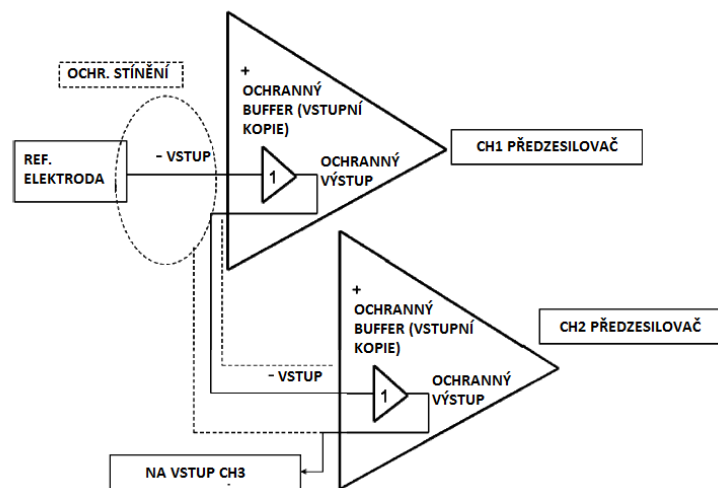 OCHR. STÍNĚNÍ
+
OCHRANNÝ
BUFFER (VSTUPNÍ
KOPIE)
REF.
ELEKTRODA
– VSTUP
1
OCHRANNÝ
VÝSTUP
CH1 PŘEDZESILOVAČ
+
OCHRANNÝ
BUFFER (VSTUPNÍ
KOPIE)
– VSTUP
1
OCHRANNÝ
VÝSTUP
CH2 PŘEDZESILOVAČ
NA VSTUP CH3